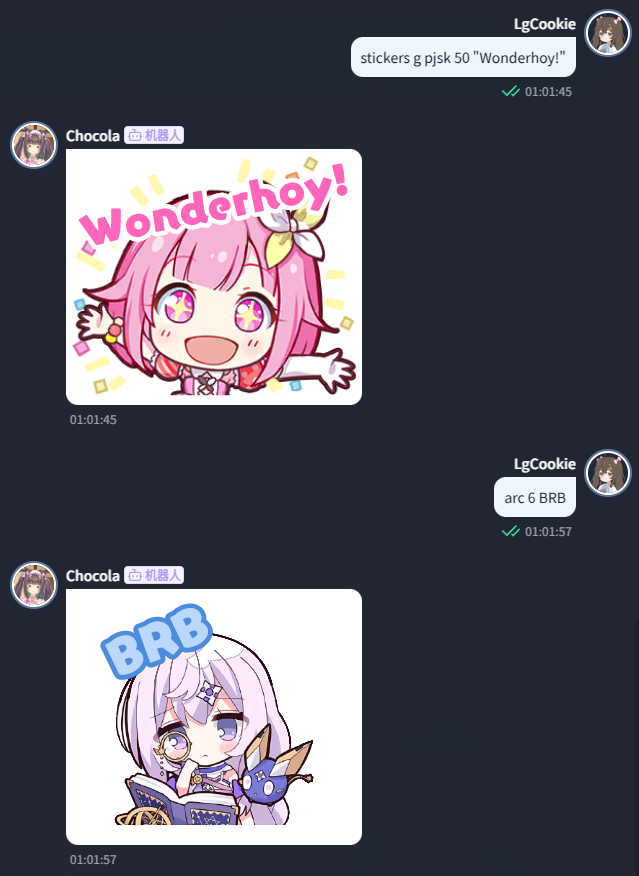 LgCookie
stickers g pjsk 50 "Wonderhoy!"
01:01:45
Chocola 机器人
Wonderhoy!
01:01:45
LgCookie
arc 6 BRB
01:01:57
Chocola 机器人
BRB
01:01:57